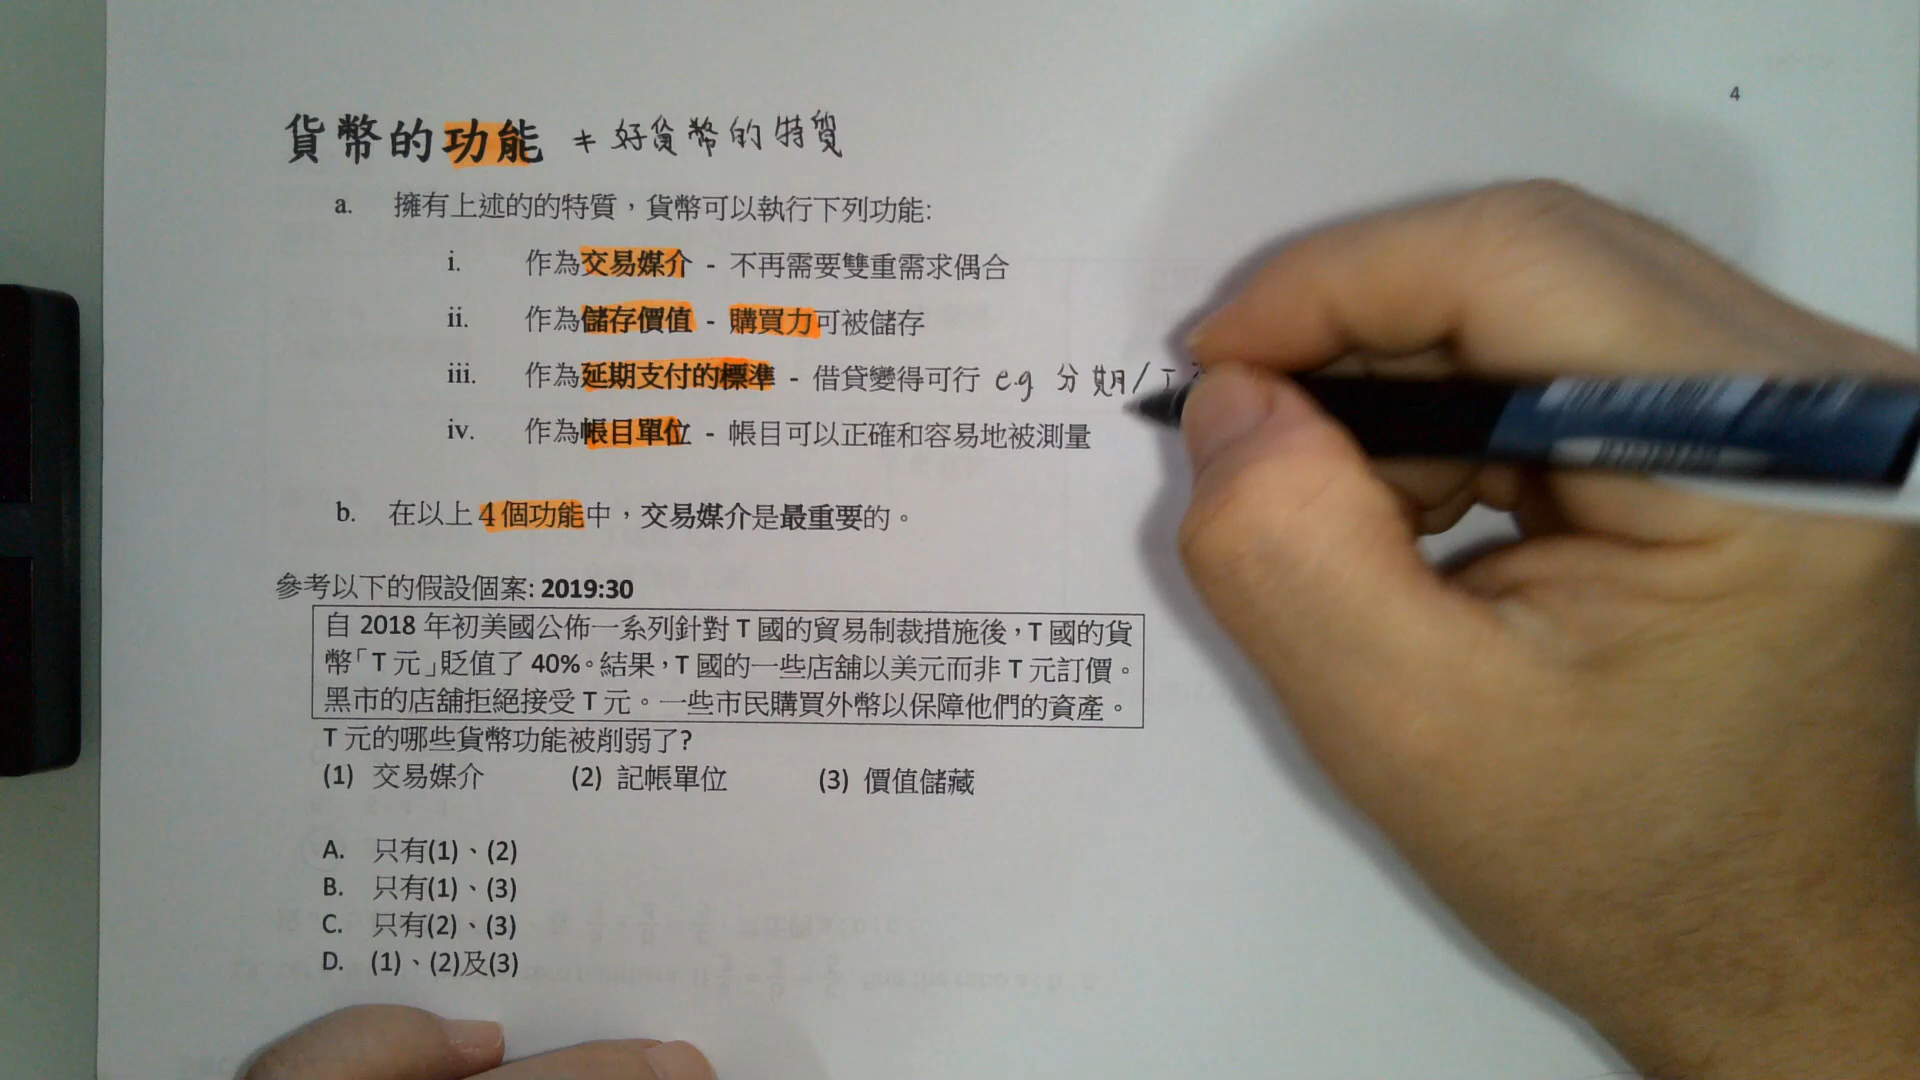 4
貨幣的功能 ≠ 好貨幣的特質
a. 擁有上述的的特質，貨幣可以執行下列功能:
i. 作為交易媒介 - 不再需要雙重需求偶合
ii. 作為儲存價值 - 購買力可被儲存
iii. 作為延期支付的標準 - 借貸變得可行 e.g 分期/
iv. 作為帳目單位 - 帳目可以正確和容易地被測量
b. 在以上 4 個功能中，交易媒介是最重要的。
參考以下的假設個案: 2019:30
自 2018 年初美國公佈一系列針對 T 國的貿易制裁措施後，T 國的貨
幣「T 元」貶值了 40%。結果，T 國的一些店舖以美元而非 T 元訂價。
黑市的店舖拒絕接受 T 元。一些市民購買外幣以保障他們的資產。
T 元的哪些貨幣功能被削弱了?
(1) 交易媒介 (2) 記帳單位 (3) 價值儲藏
A. 只有(1)、(2)
B. 只有(1)、(3)
C. 只有(2)、(3)
D. (1)、(2)及(3)